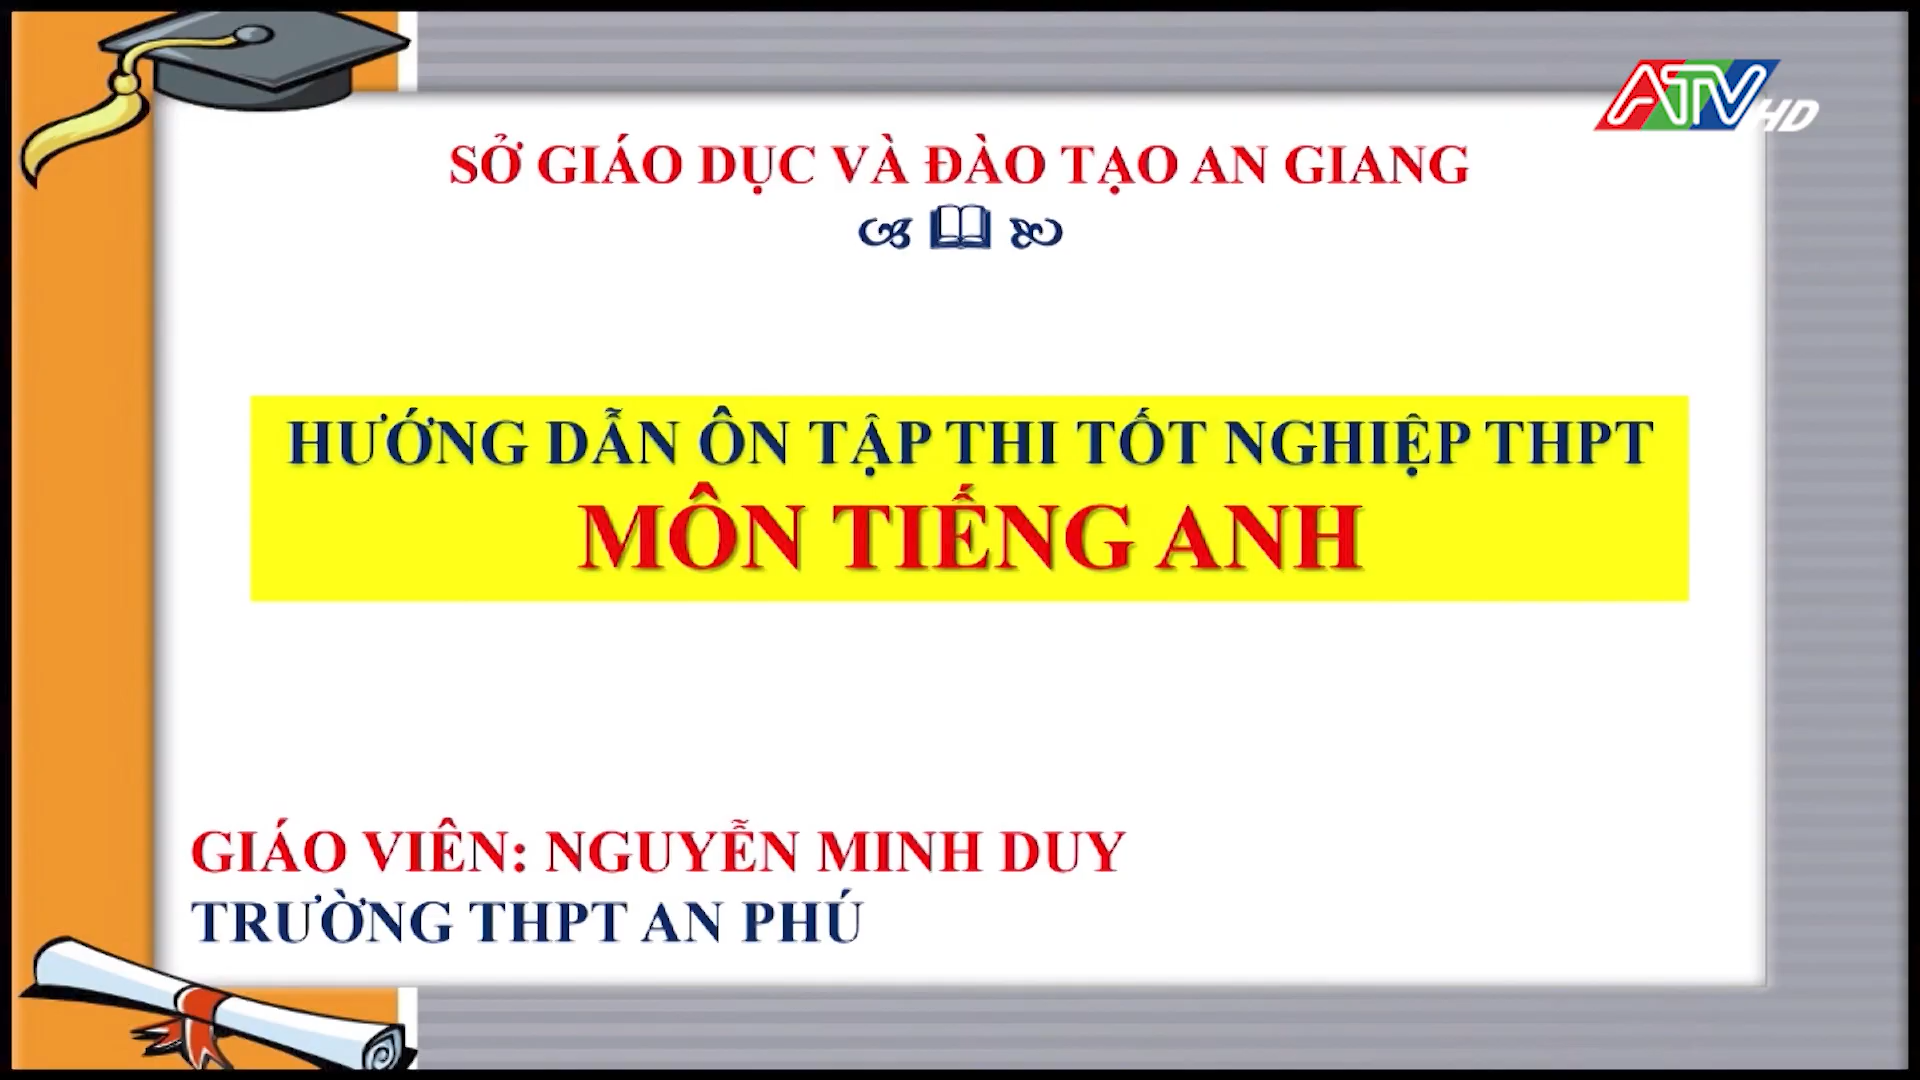 ATV HD
SỞ GIÁO DỤC VÀ ĐÀO TẠO AN GIANG
HƯỚNG DẪN ÔN TẬP THI TỐT NGHIỆP THPT
MÔN TIẾNG ANH
GIÁO VIÊN: NGUYỄN MINH DUY
TRƯỜNG THPT AN PHÚ